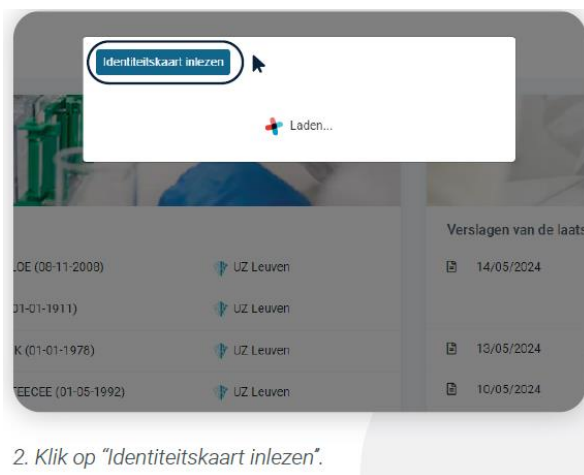 Identiteitskaart inlezen
Laden...
Verslagen van de laats
LOE (08-11-2008)
UZ Leuven
14/05/2024
01-01-1911)
UZ Leuven
K (01-01-1978)
UZ Leuven
13/05/2024
TEECEE (01-05-1992)
UZ Leuven
10/05/2024
2. Klik op "Identiteitskaart inlezen".